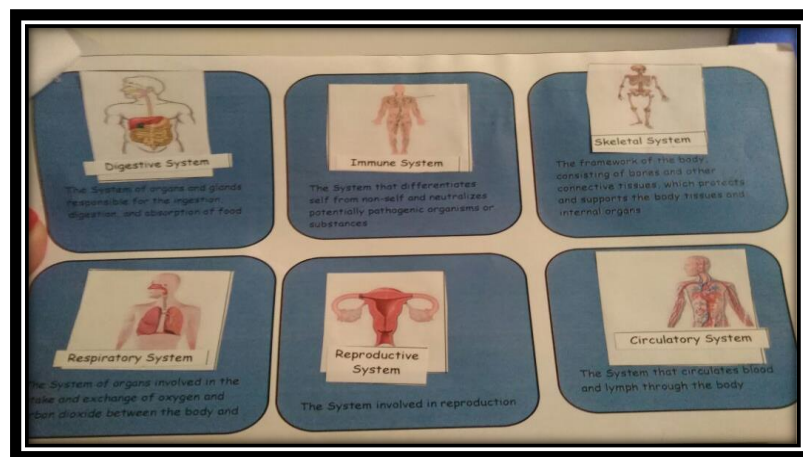 Digestive System
The System of organs and glands
responsible for the ingestion,
digestion, and absorption of food
Immune System
The System that differentiates
self from non-self and neutralizes
potentially pathogenic organisms or
substances
Skeletal System
The framework of the body,
consisting of bones and other
connective tissues, which protects
and supports the body tissues and
internal organs
Respiratory System
The System of organs involved in the
take and exchange of oxygen and
rbon dioxide between the body and
Reproductive
System
The System involved in reproduction
Circulatory System
The System that circulates blood
and lymph through the body